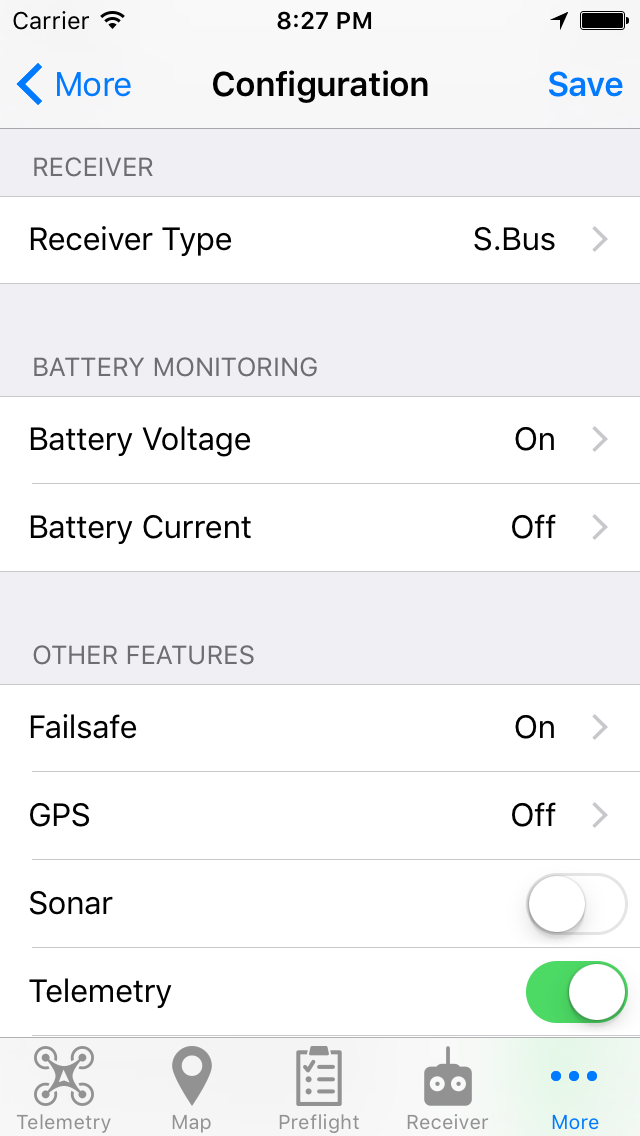 Carrier 8:27 PM
More Configuration Save
RECEIVER
Receiver Type S.Bus
BATTERY MONITORING
Battery Voltage On
Battery Current Off
OTHER FEATURES
Failsafe On
GPS Off
Sonar
Telemetry
Telemetry Map Preflight Receiver More